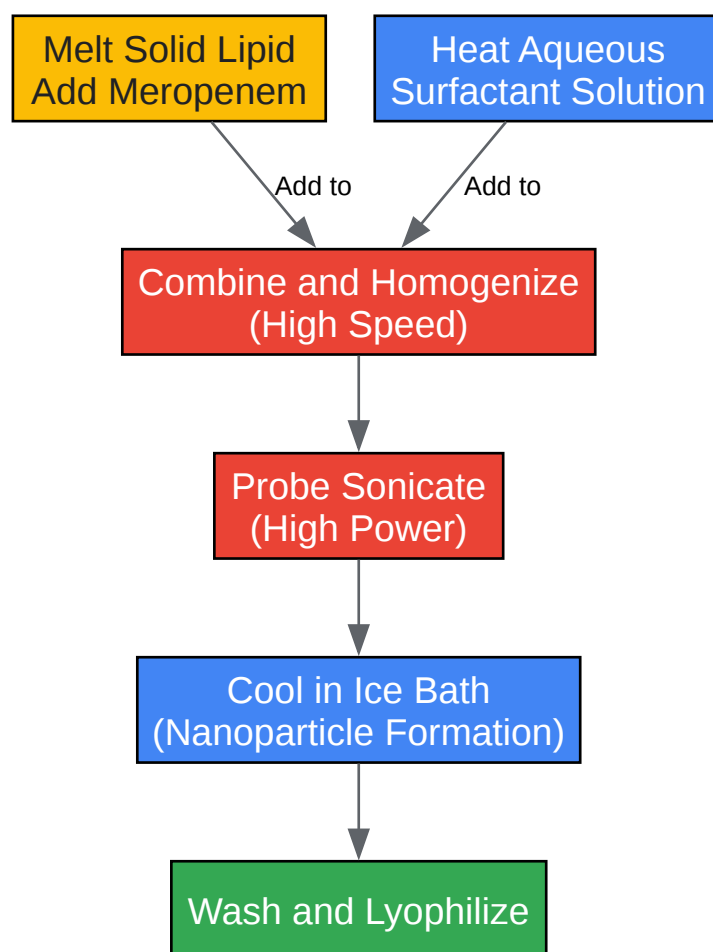 Melt Solid Lipid
Add Meropenem
Heat Aqueous
Surfactant Solution
Add to
Add to
Combine and Homogenize
(High Speed)
Probe Sonicate
(High Power)
Cool in Ice Bath
(Nanoparticle Formation)
Wash and Lyophilize